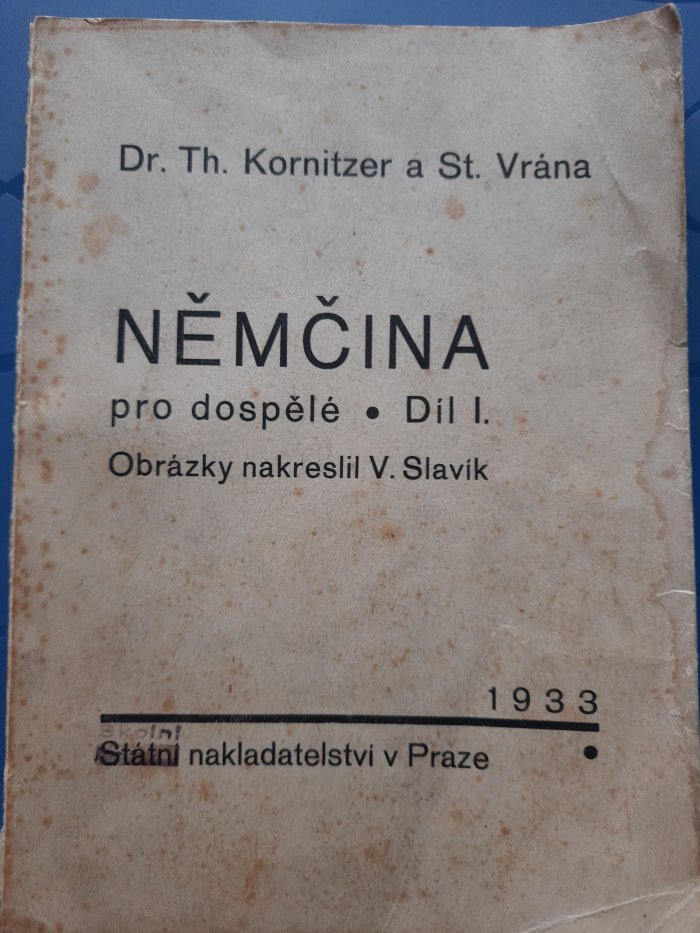 Dr. Th. Kornitzer a St. Vrána
NĚMČINA
pro dospělé • Díl I.
Obrázky nakreslil V. Slavík
1933
Školní
Státní nakladatelství v Praze •